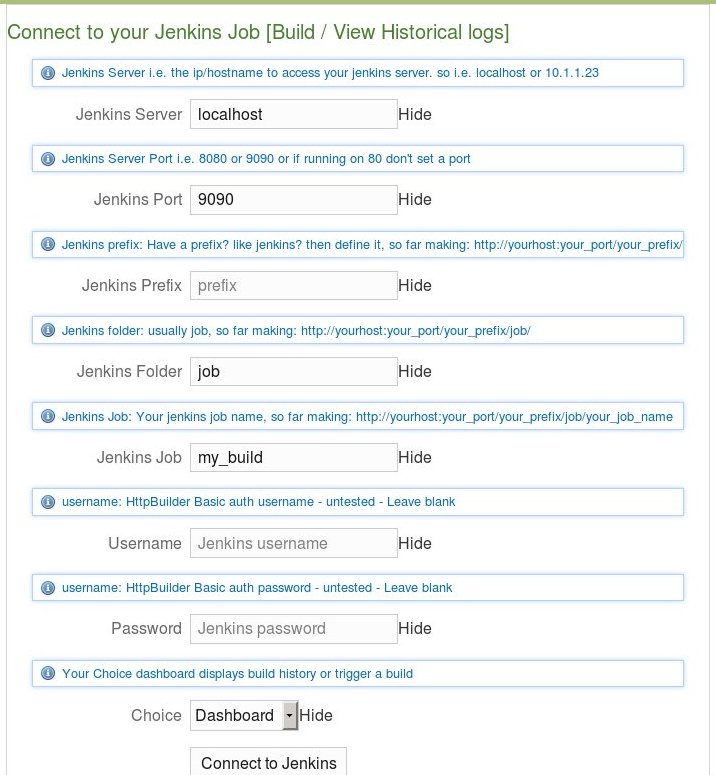 Connect to your Jenkins Job [Build / View Historical logs]
Jenkins Server i.e. the ip/hostname to access your jenkins server. so i.e. localhost or 10.1.1.23
Jenkins Server localhost Hide
Jenkins Server Port i.e. 8080 or 9090 or if running on 80 don't set a port
Jenkins Port 9090 Hide
Jenkins prefix: Have a prefix? like jenkins? then define it, so far making: http://yourhost:your_port/your_prefix/
Jenkins Prefix prefix Hide
Jenkins folder: usually job, so far making: http://yourhost:your_port/your_prefix/job/
Jenkins Folder job Hide
Jenkins Job: Your jenkins job name, so far making: http://yourhost:your_port/your_prefix/job/your_job_name
Jenkins Job my_build Hide
username: HttpBuilder Basic auth username - untested - Leave blank
Username Jenkins username Hide
username: HttpBuilder Basic auth password - untested - Leave blank
Password Jenkins password Hide
Your Choice dashboard displays build history or trigger a build
Choice Dashboard Hide
Connect to Jenkins